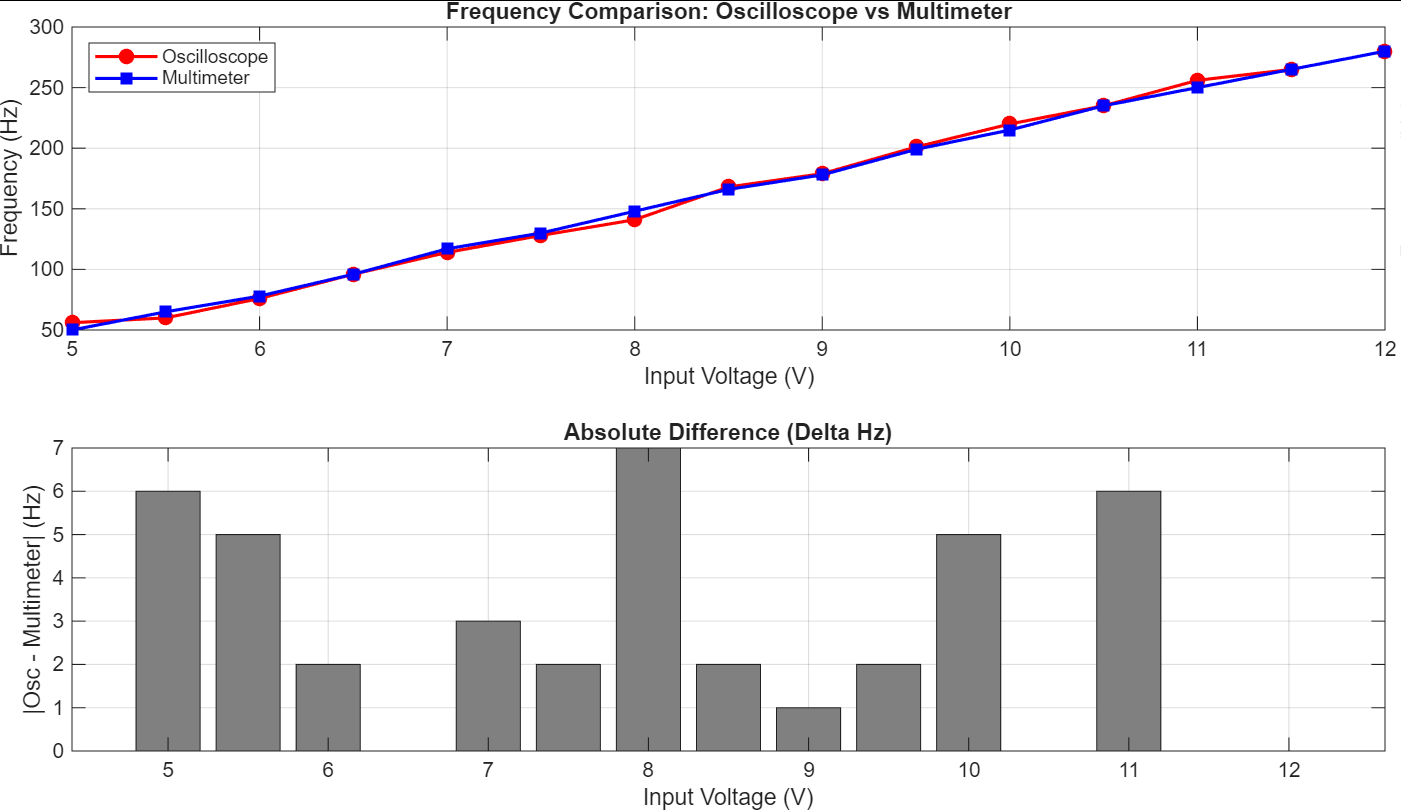 Frequency Comparison: Oscilloscope vs Multimeter
300
250
200
150
100
50
Frequency (Hz)
Oscilloscope
Multimeter
5 6 7 8 9 10 11 12
Input Voltage (V)
Absolute Difference (Delta Hz)
7
6
5
4
3
2
1
0
|Osc - Multimeter| (Hz)
5 6 7 8 9 10 11 12
Input Voltage (V)